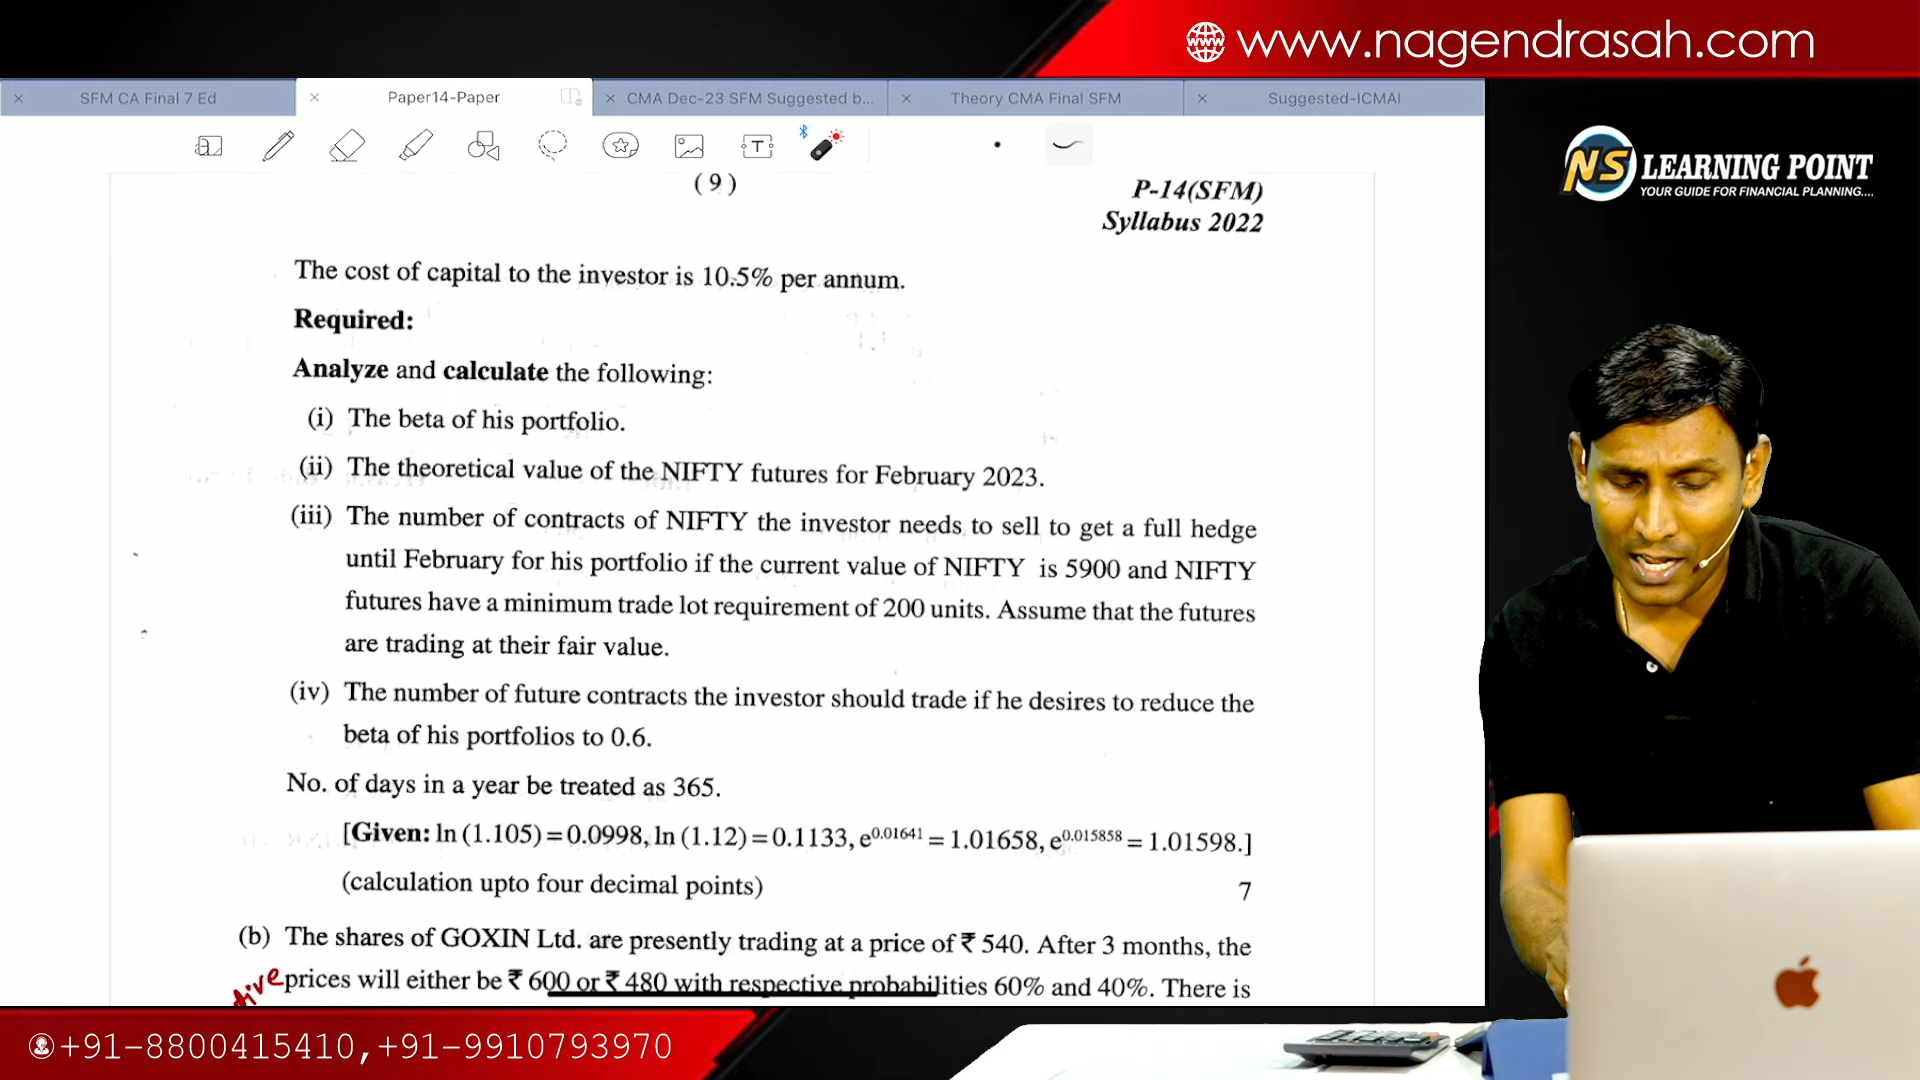 www.nagendrasah.com
SFM CA Final 7 Ed
Paper14-Paper
CMA Dec-23 SFM Suggested b...
Theory CMA Final SFM
Suggested-ICMAI
NS LEARNING POINT
YOUR GUIDE FOR FINANCIAL PLANNING....
( 9 )
P-14(SFM)
Syllabus 2022
The cost of capital to the investor is 10.5% per annum.
Required:
Analyze and calculate the following:
(i) The beta of his portfolio.
(ii) The theoretical value of the NIFTY futures for February 2023.
(iii) The number of contracts of NIFTY the investor needs to sell to get a full hedge
until February for his portfolio if the current value of NIFTY is 5900 and NIFTY
futures have a minimum trade lot requirement of 200 units. Assume that the futures
are trading at their fair value.
(iv) The number of future contracts the investor should trade if he desires to reduce the
beta of his portfolios to 0.6.
No. of days in a year be treated as 365.
[Given: ln (1.105) = 0.0998, ln (1.12) = 0.1133, e^0.01641 = 1.01658, e^0.015858 = 1.01598.]
(calculation upto four decimal points) 7
(b) The shares of GOXIN Ltd. are presently trading at a price of ₹ 540. After 3 months, the
prices will either be ₹ 600 or ₹ 480 with respective probabilities 60% and 40%. There is
+91-8800415410,+91-9910793970